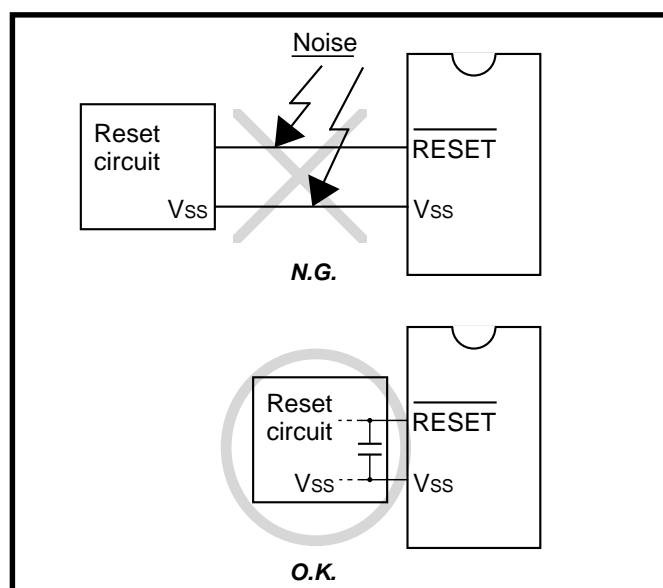 Noise
Reset
circuit
RESET
Vss
Vss
N.G.
Reset
circuit
RESET
Vss
Vss
O.K.